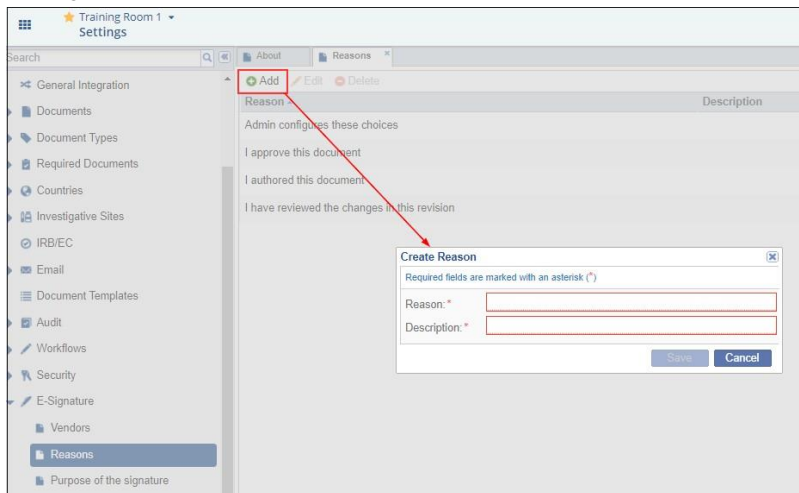 Training Room 1
Settings
Search
About
Reasons
General Integration
Documents
Document Types
Required Documents
Countries
Investigative Sites
IRB/EC
Email
Document Templates
Audit
Workflows
Security
E-Signature
Vendors
Reasons
Purpose of the signature
Add Edit Delete
Reason Description
Admin configures these choices
I approve this document
I authored this document
I have reviewed the changes in this revision
Create Reason
Required fields are marked with an asterisk (*)
Reason:*
Description:*
Save Cancel